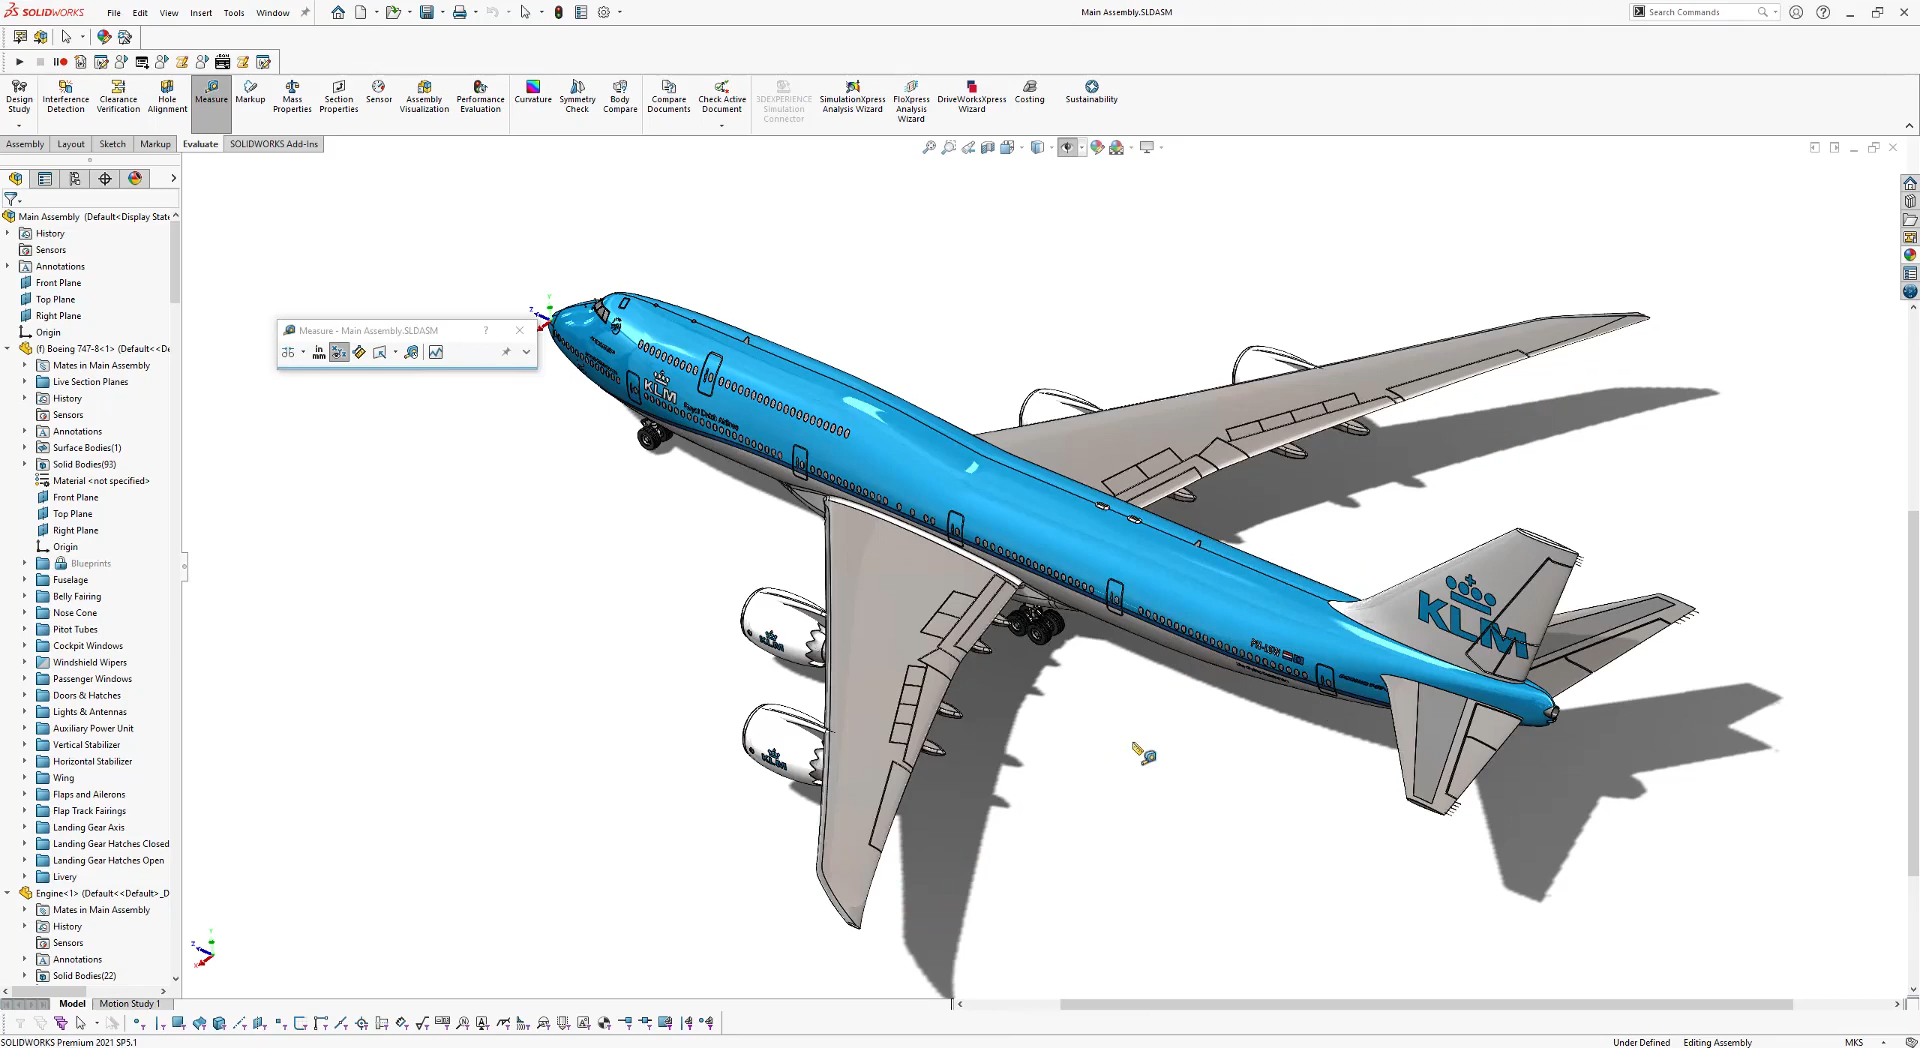 SOLIDWORKS File Edit View Insert Tools Window
Main Assembly.SLDASM
Search Commands
Design Study
Interference Detection
Clearance Verification
Hole Alignment
Measure
Markup
Mass Properties
Section Properties
Sensor
Assembly Visualization
Performance Evaluation
Curvature
Symmetry Check
Body Compare
Compare Documents
Check Active Document
3DEXPERIENCE Simulation Connector
SimulationXpress Analysis Wizard
FloXpress Analysis Wizard
DriveWorksXpress Wizard
Costing
Sustainability
Assembly Layout Sketch Markup Evaluate SOLIDWORKS Add-Ins
Main Assembly (Default<Display State
History
Sensors
Annotations
Front Plane
Top Plane
Right Plane
Origin
(f) Boeing 747-8<1> (Default<<De
Mates in Main Assembly
Live Section Planes
History
Sensors
Annotations
Surface Bodies(1)
Solid Bodies(93)
Material <not specified>
Front Plane
Top Plane
Right Plane
Origin
Blueprints
Fuselage
Belly Fairing
Nose Cone
Pitot Tubes
Cockpit Windows
Windshield Wipers
Passenger Windows
Doors & Hatches
Lights & Antennas
Auxiliary Power Unit
Vertical Stabilizer
Horizontal Stabilizer
Wing
Flaps and Ailerons
Flap Track Fairings
Landing Gear Axis
Landing Gear Hatches Closed
Landing Gear Hatches Open
Livery
Engine<1> (Default<<Default>_D
Mates in Main Assembly
History
Sensors
Annotations
Solid Bodies(22)
Measure - Main Assembly.SLDASM
in
mm
KLM
Royal Dutch Airlines
KLM
KLM
KLM
Model Motion Study 1
SOLIDWORKS Premium 2021 SP5.1
Under Defined Editing Assembly MKS